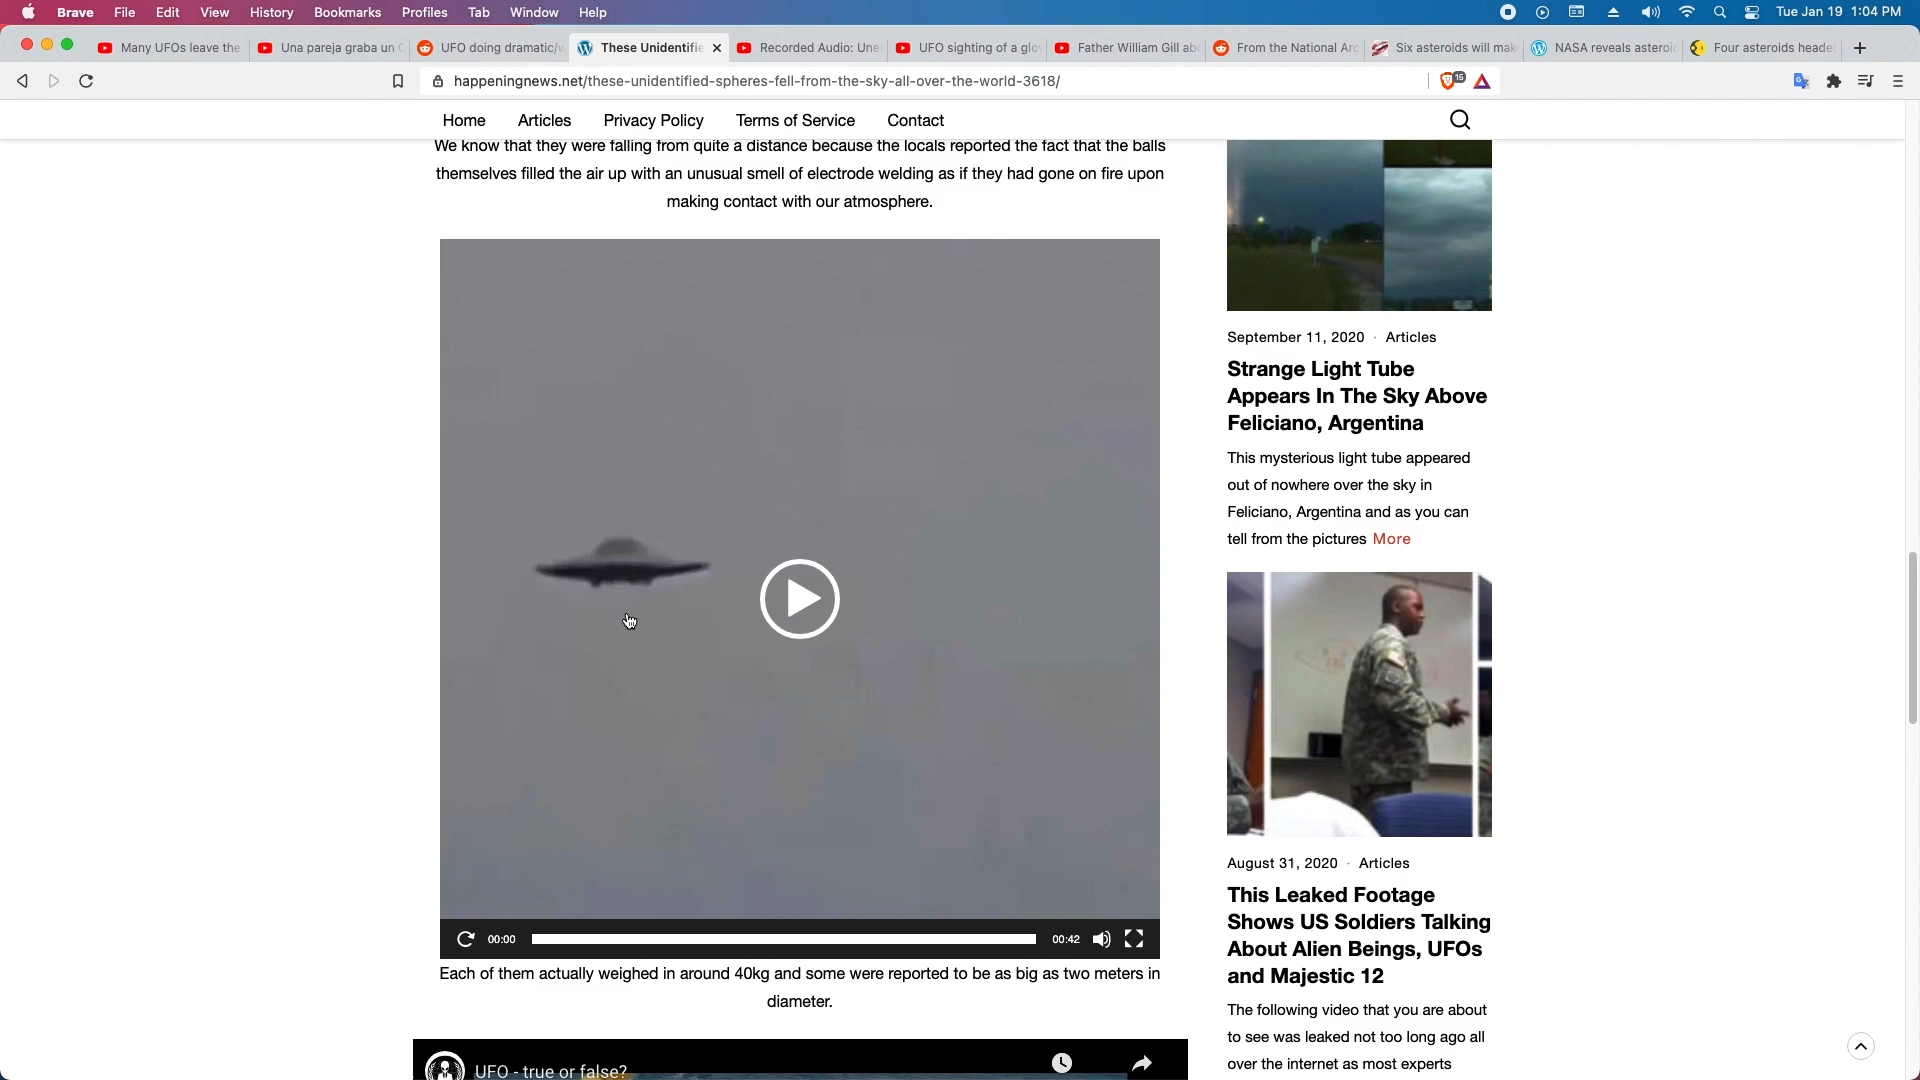 Brave File Edit View History Bookmarks Profiles Tab Window Help Tue Jan 19 1:04 PM
Many UFOs leave the Una pareja graba un UFO doing dramatic/ These Unidentifie Recorded Audio: Une UFO sighting of a glo Father William Gill ab From the National Arc Six asteroids will mak NASA reveals asteroi Four asteroids heade
happeningnews.net/these-unidentified-spheres-fell-from-the-sky-all-over-the-world-3618/ 15
Home Articles Privacy Policy Terms of Service Contact
We know that they were falling from quite a distance because the locals reported the fact that the balls
themselves filled the air up with an unusual smell of electrode welding as if they had gone on fire upon
making contact with our atmosphere.
00:00 00:42
Each of them actually weighed in around 40kg and some were reported to be as big as two meters in
diameter.
UFO - true or false?
September 11, 2020 · Articles
Strange Light Tube
Appears In The Sky Above
Feliciano, Argentina
This mysterious light tube appeared
out of nowhere over the sky in
Feliciano, Argentina and as you can
tell from the pictures More
August 31, 2020 · Articles
This Leaked Footage
Shows US Soldiers Talking
About Alien Beings, UFOs
and Majestic 12
The following video that you are about
to see was leaked not too long ago all
over the internet as most experts